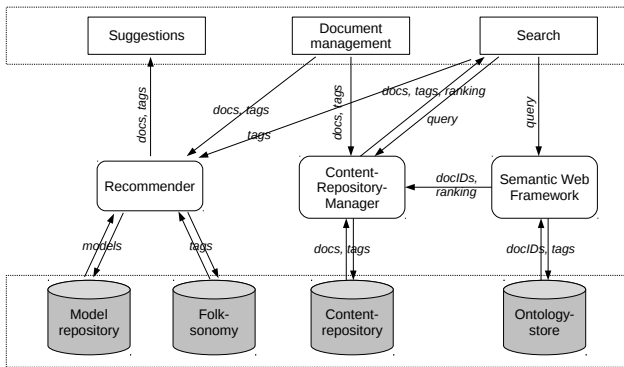 Suggestions
Document
management
Search
docs, tags
docs, tags
docs, tags
docs, tags, ranking
query
query
tags
Recommender
Content-
Repository-
Manager
docIDs,
ranking
Semantic Web
Framework
models
tags
docs, tags
docIDs, tags
Model
repository
Folk-
sonomy
Content-
repository
Ontology-
store